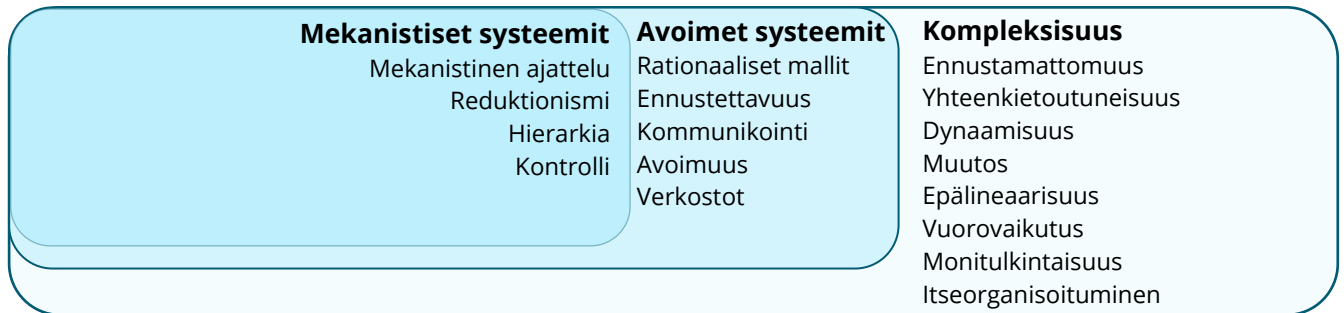 Mekanistiset systeemit
Mekanistinen ajattelu
Reduktionismi
Hierarkia
Kontrolli
Avoimet systeemit
Rationaaliset mallit
Ennustettavuus
Kommunikointi
Avoimuus
Verkostot
Kompleksisuus
Ennustamattomuus
Yhteenkietoutuneisuus
Dynaamisuus
Muutos
Epälineaarisuus
Vuorovaikutus
Monitulkintaisuus
Itseorganisoituminen